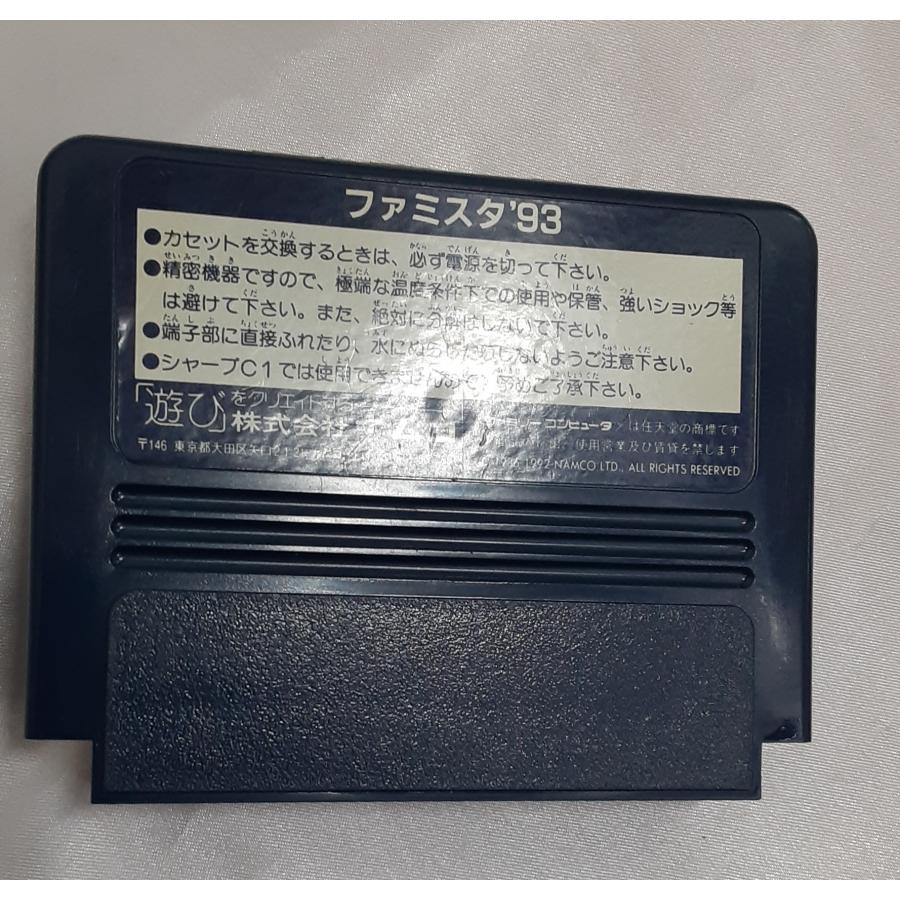 ファミスタ'93
●カセットを交換するときは、必ず電源を切って下さい。
●精密機器ですので、極端な温度条件下での使用や保管、強いショック等
は避けて下さい。また、絶対に分解はしないで下さい。
●端子部に直接ふれたり、水にぬらしたりしないようご注意下さい。
●シャープC1では使用できませんので、予めご了承下さい。
「遊び」をクリエイトする
株式会社ナムコ
コンピュータ は任天堂の商標です
使用営業及び賃貸を禁します
〒146 東京都大田区矢口
1992 NAMCO LTD., ALL RIGHTS RESERVED